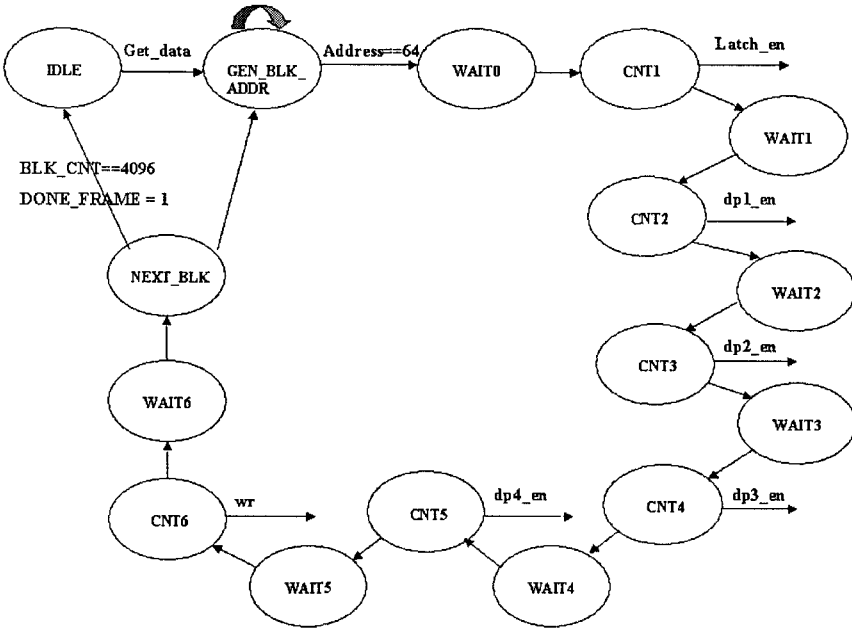 Get_data
Address==64
Latch_en
IDLE
GEN_BLK_
ADDR
WAIT0
CNT1
WAIT1
BLK_CNT==4096
DONE_FRAME = 1
dp1_en
CNT2
NEXT_BLK
WAIT2
dp2_en
CNT3
WAIT6
WAIT3
wr
dp4_en
dp3_en
CNT6
CNT5
CNT4
WAIT5
WAIT4